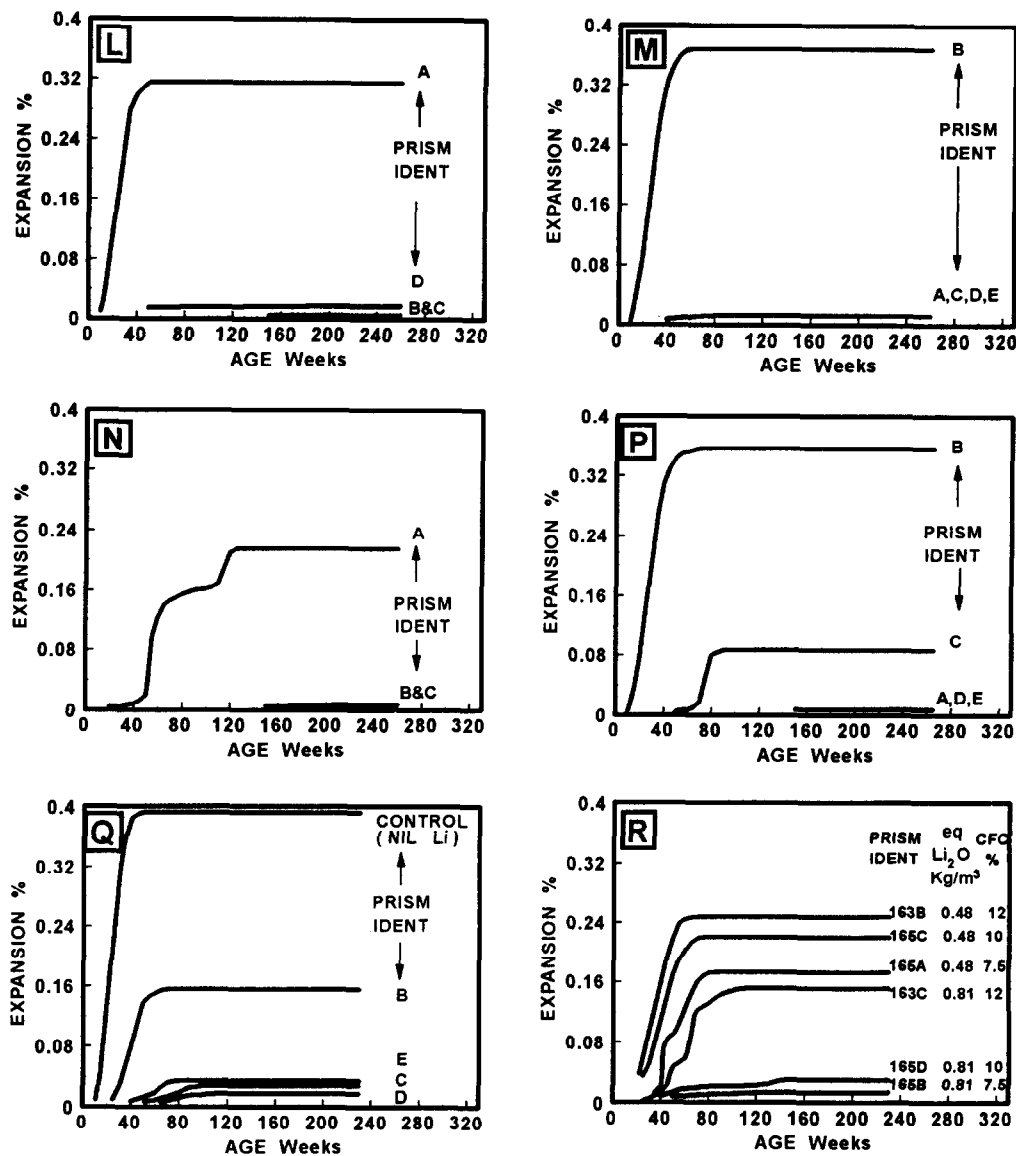 L
EXPANSION %
0.4
0.32
0.16
0.08
0
0 40 80 120 160 200 240 280 320
AGE Weeks
A
PRISM
IDENT
D
B&C
M
EXPANSION %
0.4
0.32
0.24
0.16
0.08
0
0 40 80 120 160 200 240 280 320
AGE Weeks
B
PRISM
IDENT
A,C,D,E
N
EXPANSION %
0.4
0.32
0.24
0.16
0.08
0
0 40 80 120 160 200 240 280 320
AGE Weeks
A
PRISM
IDENT
B&C
P
EXPANSION %
0.4
0.32
0.24
0.16
0.08
0
0 40 80 120 160 200 240 280 320
AGE Weeks
B
PRISM
IDENT
C
A,D,E
Q
EXPANSION %
0.4
0.32
0.24
0.16
0.08
0
0 40 80 120 160 200 240 280 320
AGE Weeks
CONTROL
(NIL Li)
PRISM
IDENT
B
E
C
D
R
EXPANSION %
0.4
0.32
0.24
0.16
0.08
0
0 40 80 120 160 200 240 280 320
AGE Weeks
PRISM IDENT eq Li₂O Kg/m³ CFC %
163B 0.48 12
165C 0.48 10
165A 0.48 7.5
163C 0.81 12
165D 0.81 10
165B 0.81 7.5